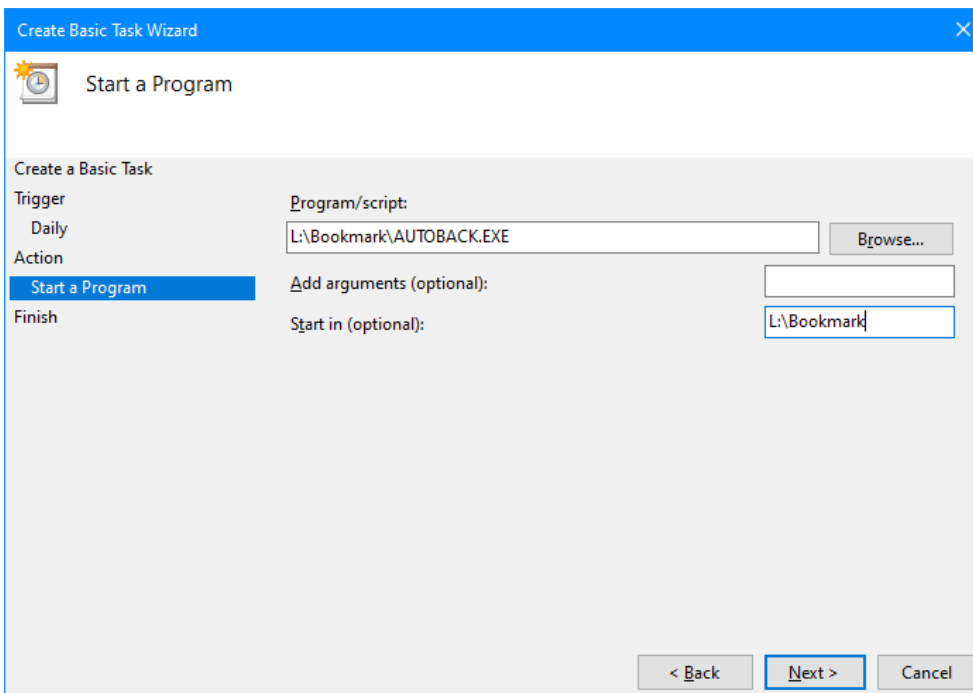 Create Basic Task Wizard
Start a Program
Create a Basic Task
Trigger
Daily
Action
Start a Program
Finish
Program/script:
L:\Bookmark\AUTOBACK.EXE
Browse...
Add arguments (optional):
Start in (optional):
L:\Bookmark
< Back
Next >
Cancel